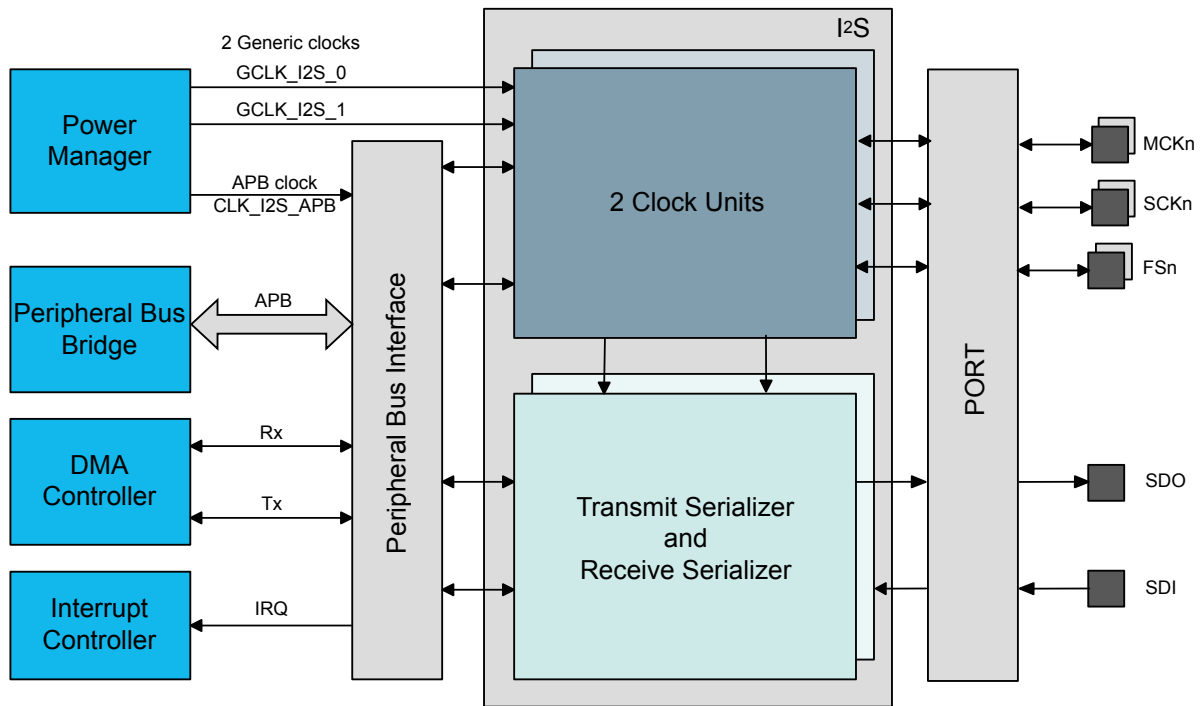 I²S
2 Generic clocks
GCLK_I2S_0
GCLK_I2S_1
Power
Manager
APB clock
CLK_I2S_APB
2 Clock Units
MCKn
SCKn
FSn
Peripheral Bus
Bridge
APB
Peripheral Bus Interface
PORT
DMA
Controller
Rx
Tx
Transmit Serializer
and
Receive Serializer
SDO
SDI
Interrupt
Controller
IRQ